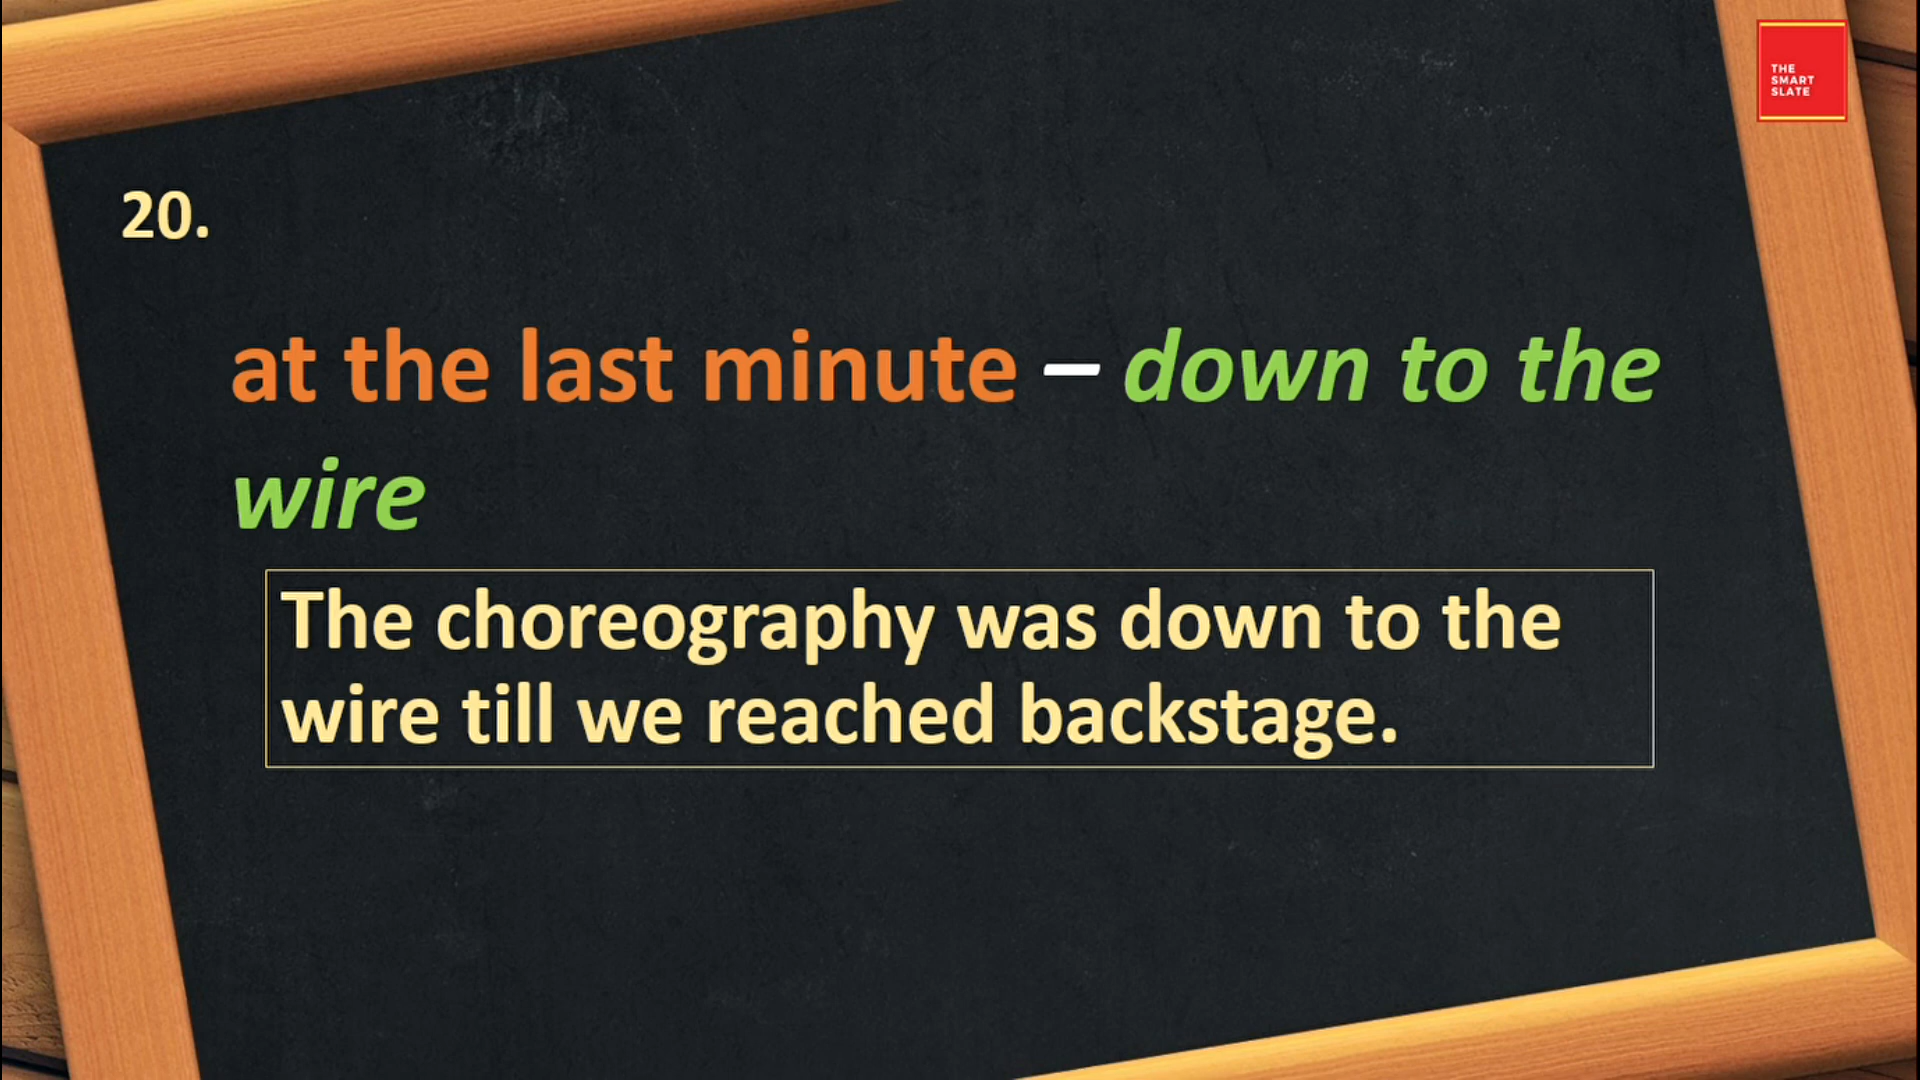 THE
SMART
SLATE
20.
at the last minute – down to the
wire
The choreography was down to the
wire till we reached backstage.